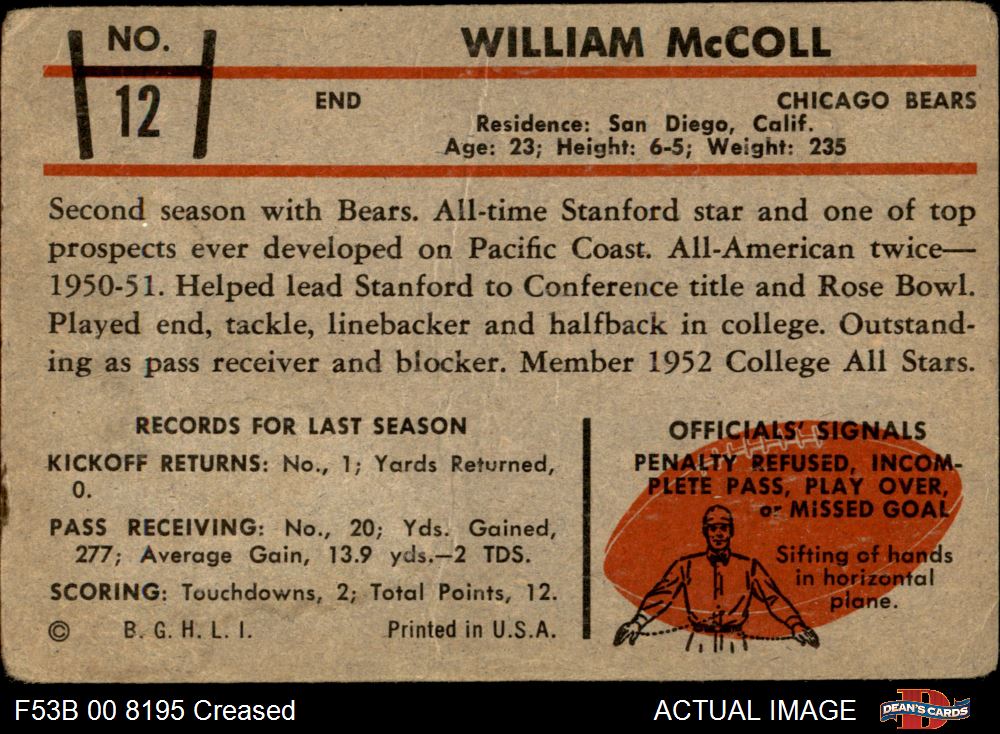 NO.
12
WILLIAM McCOLL
END
CHICAGO BEARS
Residence: San Diego, Calif.
Age: 23; Height: 6-5; Weight: 235
Second season with Bears. All-time Stanford star and one of top
prospects ever developed on Pacific Coast. All-American twice—
1950-51. Helped lead Stanford to Conference title and Rose Bowl.
Played end, tackle, linebacker and halfback in college. Outstand-
ing as pass receiver and blocker. Member 1952 College All Stars.
RECORDS FOR LAST SEASON
KICKOFF RETURNS: No., 1; Yards Returned,
0.
PASS RECEIVING: No., 20; Yds. Gained,
277; Average Gain, 13.9 yds.—2 TDS.
SCORING: Touchdowns, 2; Total Points, 12.
© B. G. H. L. I. Printed in U.S.A.
OFFICIALS' SIGNALS
PENALTY REFUSED, INCOM-
PLETE PASS, PLAY OVER,
or MISSED GOAL
Sifting of hands
in horizontal
plane.
F53B 00 8195 Creased
ACTUAL IMAGE
D
DEAN'S CARDS